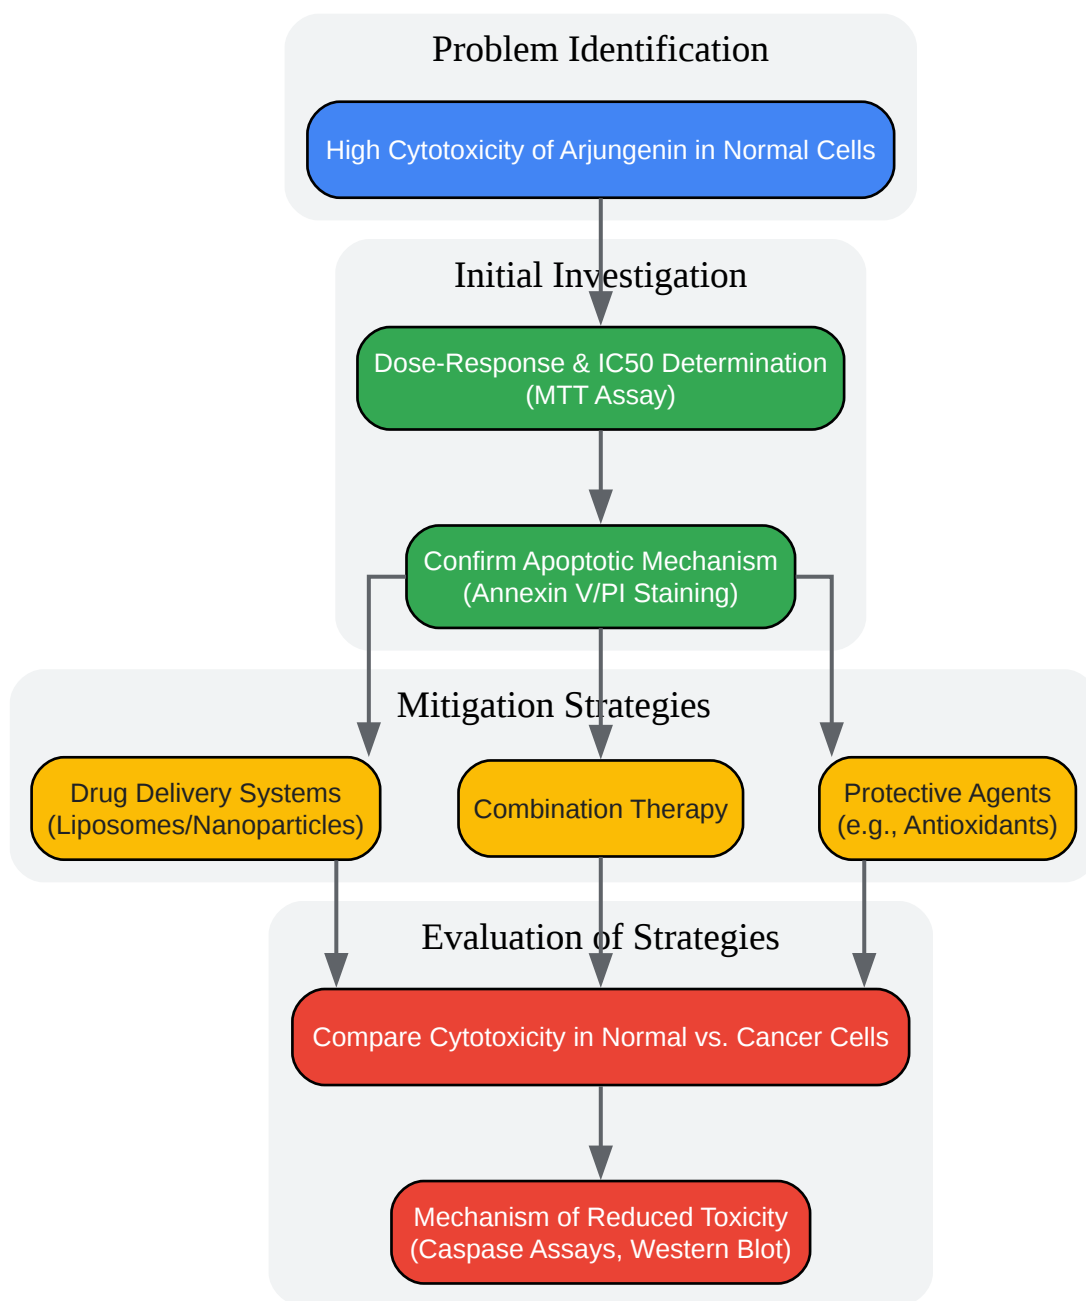 Problem Identification
High Cytotoxicity of Arjungenin in Normal Cells
Initial Investigation
Dose-Response & IC50 Determination
(MTT Assay)
Confirm Apoptotic Mechanism
(Annexin V/PI Staining)
Mitigation Strategies
Drug Delivery Systems
(Liposomes/Nanoparticles)
Combination Therapy
Protective Agents
(e.g., Antioxidants)
Evaluation of Strategies
Compare Cytotoxicity in Normal vs. Cancer Cells
Mechanism of Reduced Toxicity
(Caspase Assays, Western Blot)